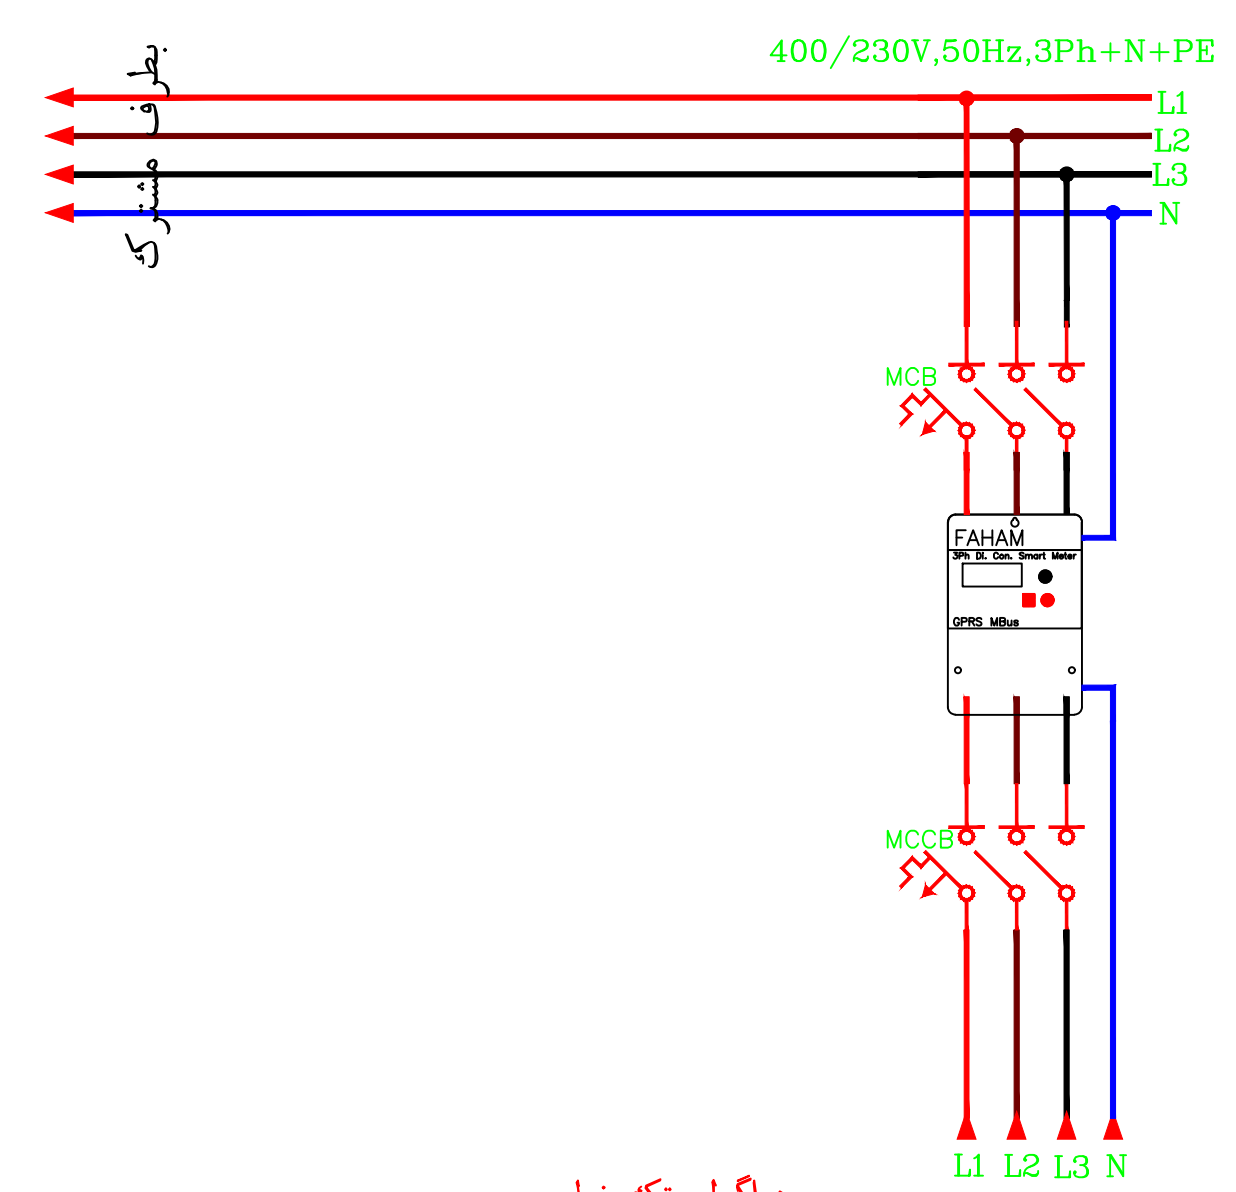 400/230V,50Hz,3Ph+N+PE
بطرف مشترک
L1
L2
L3
N
MCB
FAHAM
3Ph Di. Con. Smart Meter
GPRS MBus
MCCB
L1 L2 L3 N